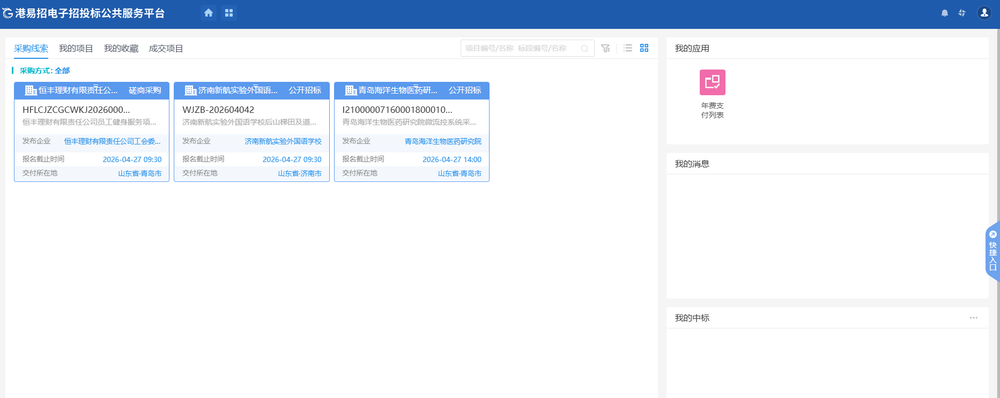 港易招电子招投标公共服务平台
采购线索 我的项目 我的收藏 成交项目
项目编号/名称 标段编号/名称
采购方式: 全部
恒丰理财有限责任公... 磋商采购
HFLCJZCGCWKJ2026000...
恒丰理财有限责任公司员工健身服务项...
发布企业 恒丰理财有限责任公司工会委...
报名截止时间 2026-04-27 09:30
交付所在地 山东省·青岛市
济南新航实验外国语... 公开招标
WJZB-202604042
济南新航实验外国语学校后山梯田及道...
发布企业 济南新航实验外国语学校
报名截止时间 2026-04-27 09:30
交付所在地 山东省·济南市
青岛海洋生物医药研... 公开招标
I21000007160001800010...
青岛海洋生物医药研究院微流控系统采...
发布企业 青岛海洋生物医药研究院
报名截止时间 2026-04-27 14:00
交付所在地 山东省·青岛市
我的应用
年费支
付列表
我的消息
我的中标
快捷入口